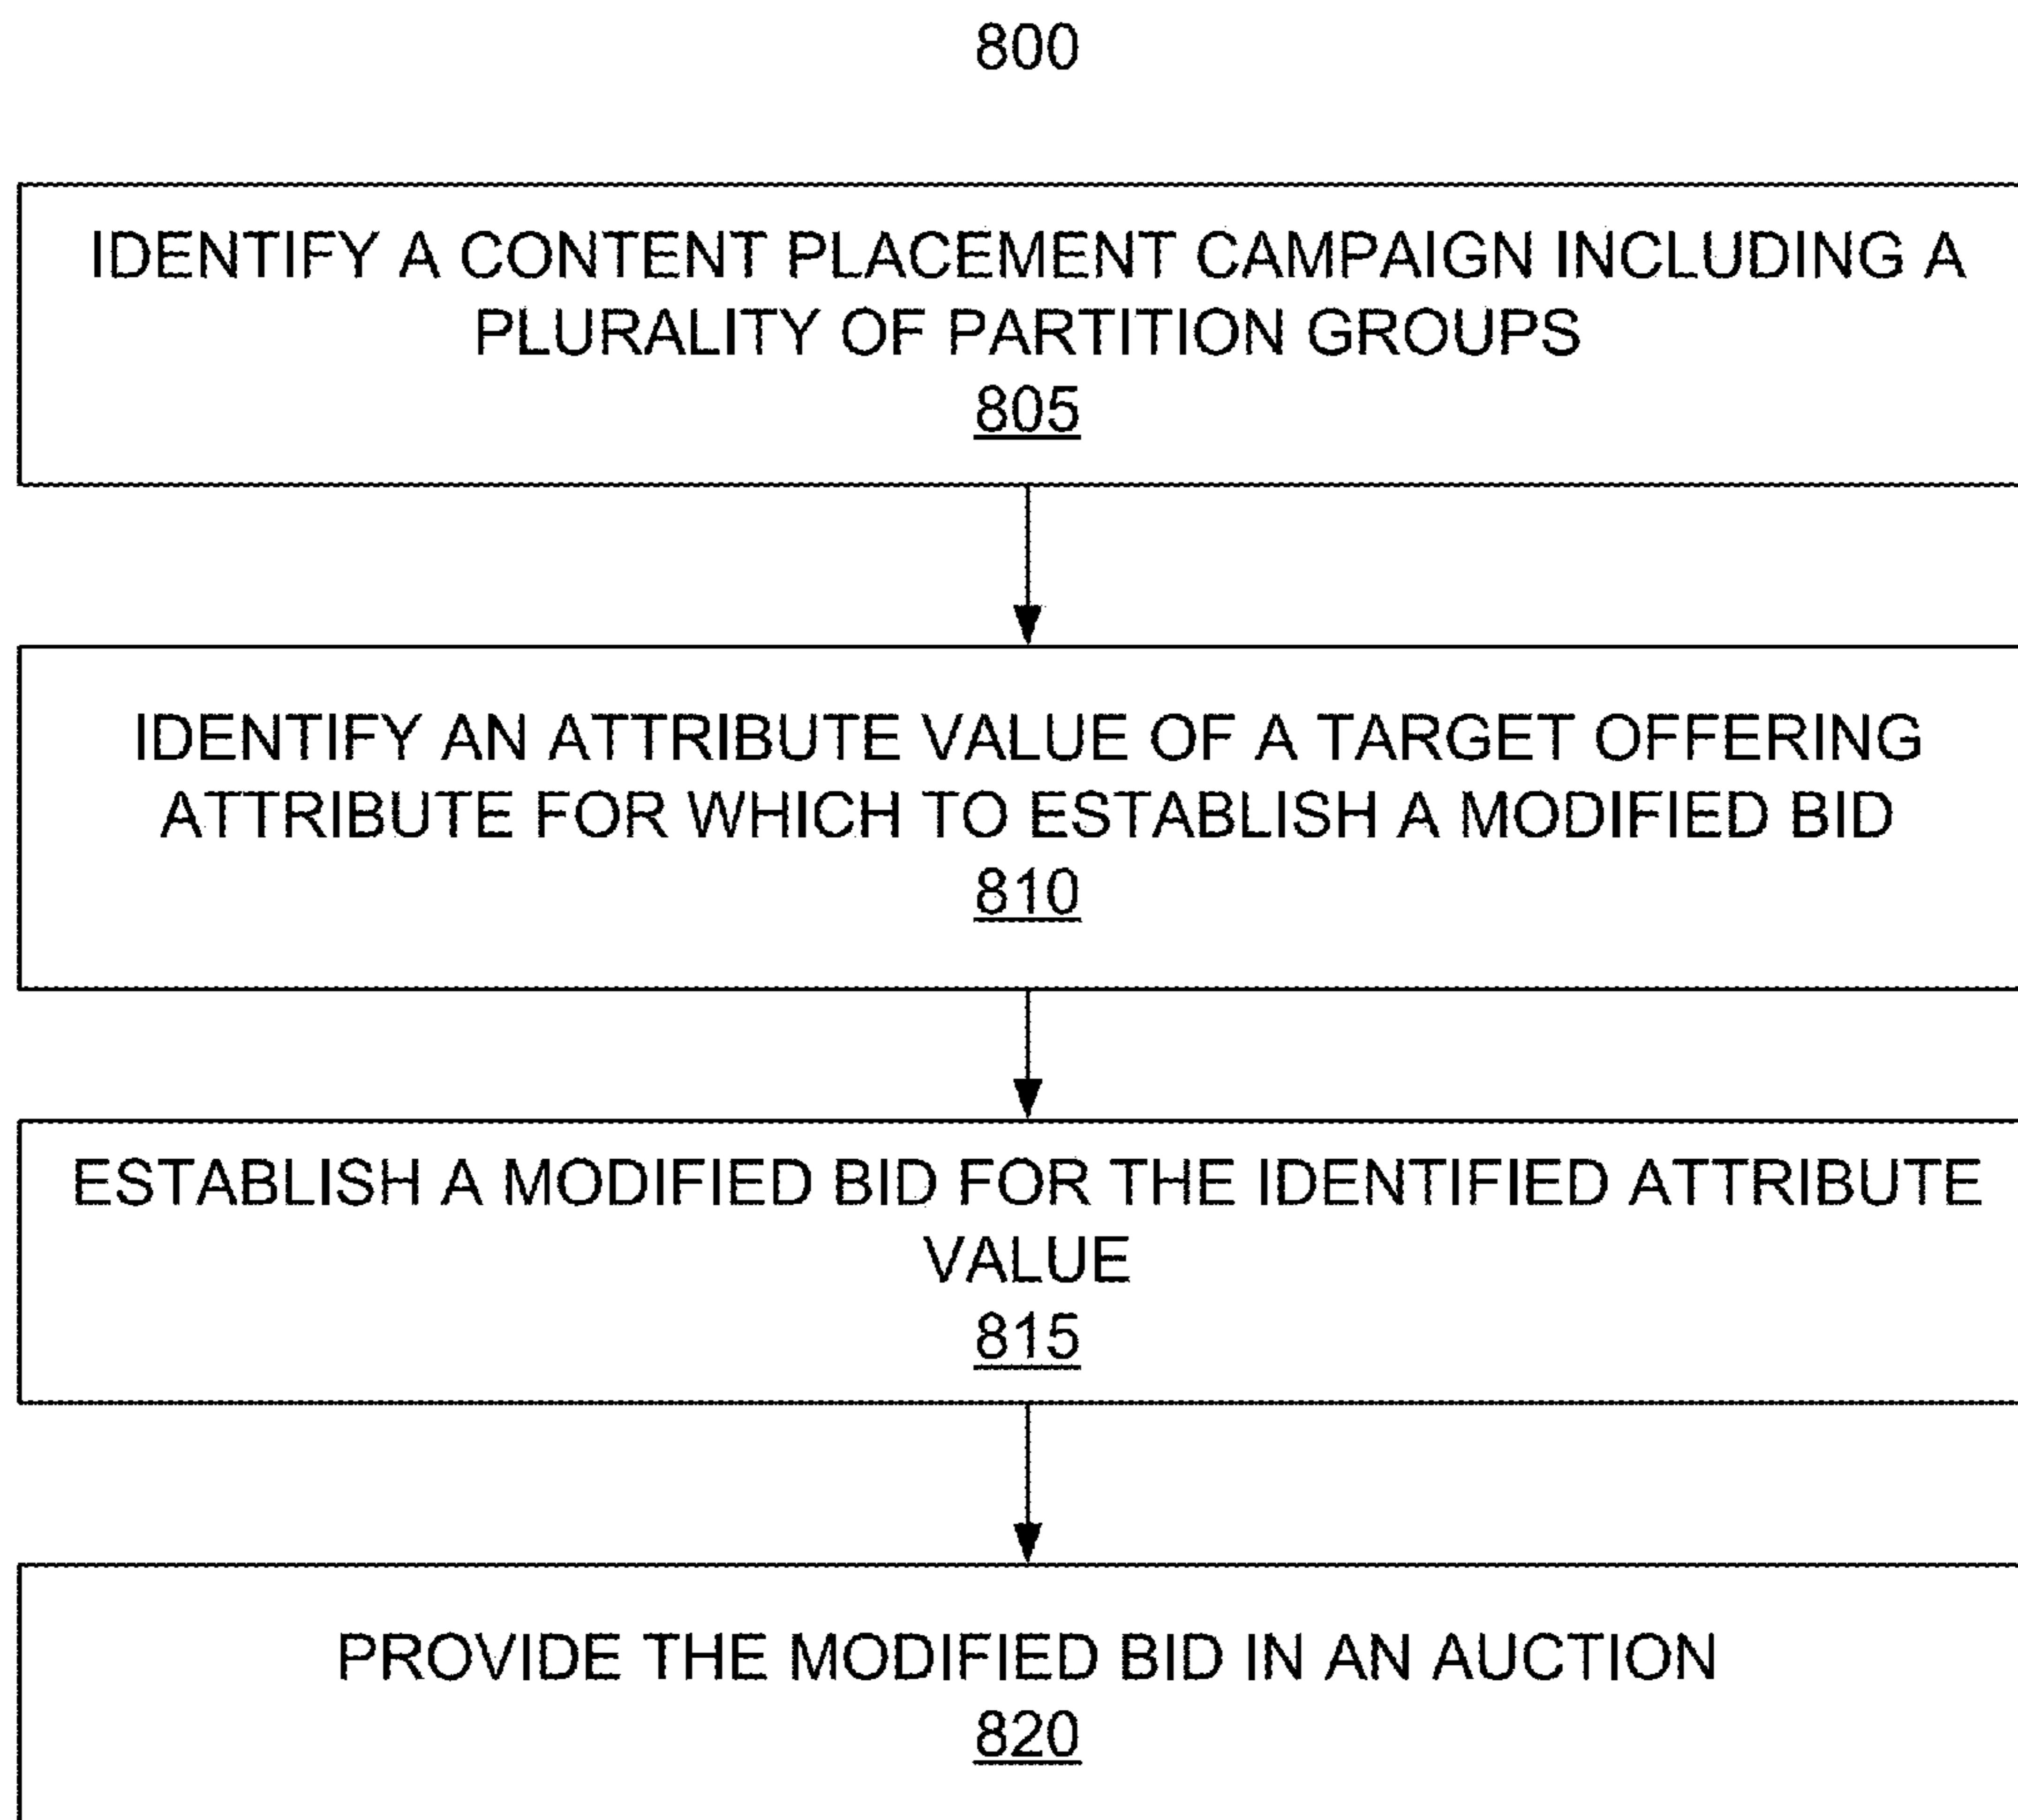 800
IDENTIFY A CONTENT PLACEMENT CAMPAIGN INCLUDING A
PLURALITY OF PARTITION GROUPS
805
IDENTIFY AN ATTRIBUTE VALUE OF A TARGET OFFERING
ATTRIBUTE FOR WHICH TO ESTABLISH A MODIFIED BID
810
ESTABLISH A MODIFIED BID FOR THE IDENTIFIED ATTRIBUTE
VALUE
815
PROVIDE THE MODIFIED BID IN AN AUCTION
820